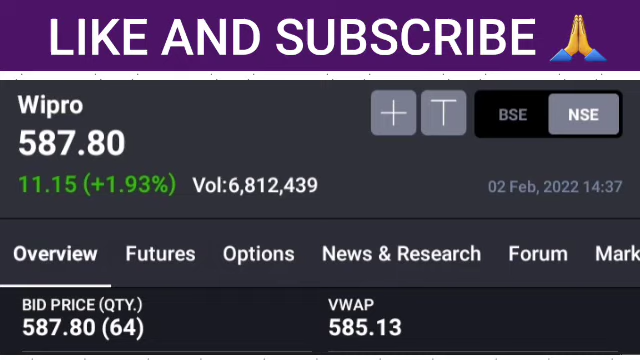 LIKE AND SUBSCRIBE 🙏
Wipro
587.80
11.15 (+1.93%) Vol:6,812,439
BSE NSE
02 Feb, 2022 14:37
Overview Futures Options News & Research Forum Mark
BID PRICE (QTY.) VWAP
587.80 (64) 585.13